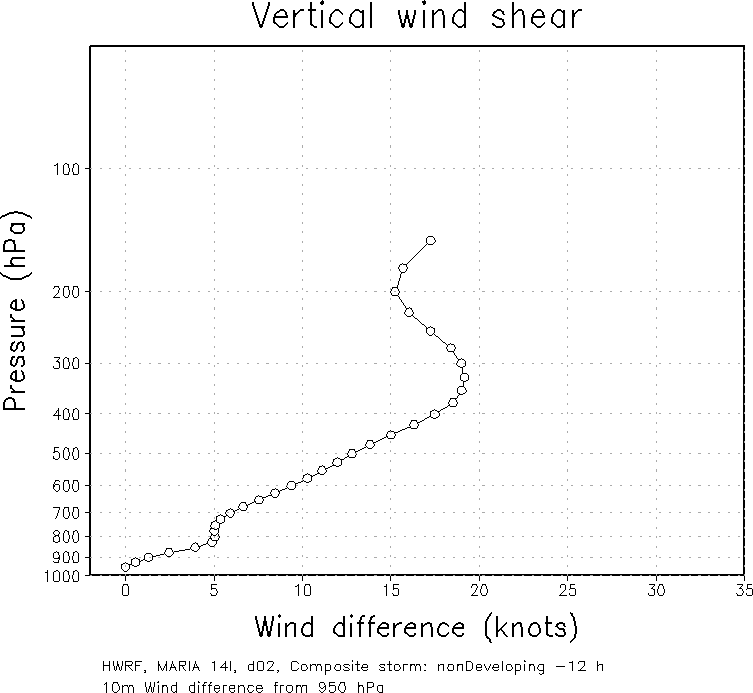 Vertical wind shear
Pressure (hPa)
100
200
300
400
500
600
700
800
900
1000
0 5 10 15 20 25 30 35
Wind difference (knots)
HWRF, MARIA 14l, d02, Composite storm: nonDeveloping −12 h
10m Wind difference from 950 hPa